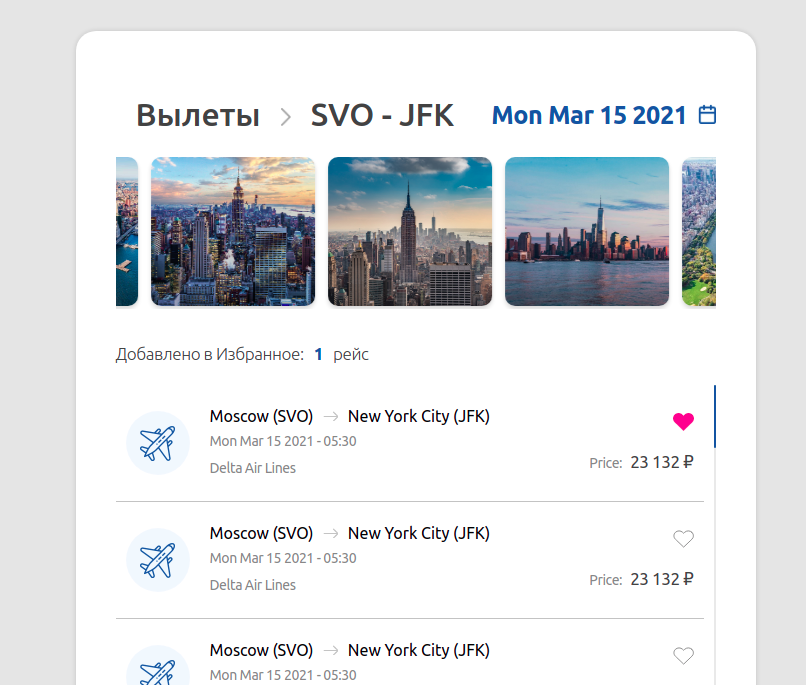 Вылеты SVO - JFK Mon Mar 15 2021
Добавлено в Избранное: 1 рейс
Moscow (SVO) → New York City (JFK)
Mon Mar 15 2021 - 05:30
Delta Air Lines
Price: 23 132 ₽
Moscow (SVO) → New York City (JFK)
Mon Mar 15 2021 - 05:30
Delta Air Lines
Price: 23 132 ₽
Moscow (SVO) → New York City (JFK)
Mon Mar 15 2021 - 05:30